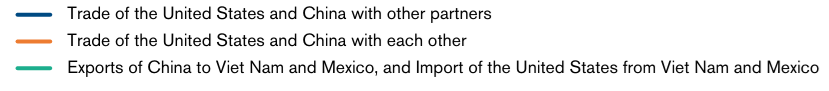 Trade of the United States and China with other partners
Trade of the United States and China with each other
Exports of China to Viet Nam and Mexico, and Import of the United States from Viet Nam and Mexico